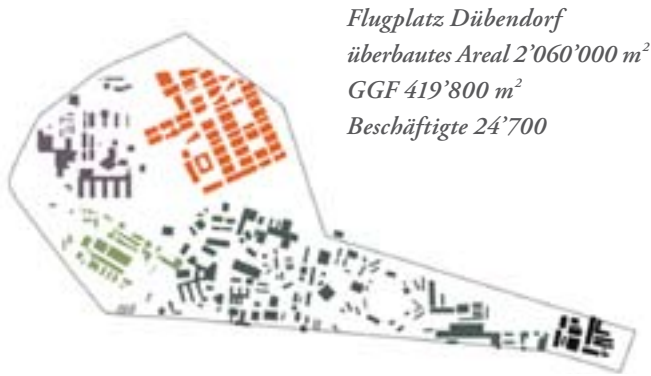 Flugplatz Dübendorf
überbautes Areal 2’060’000 m²
GGF 419’800 m²
Beschäftigte 24’700